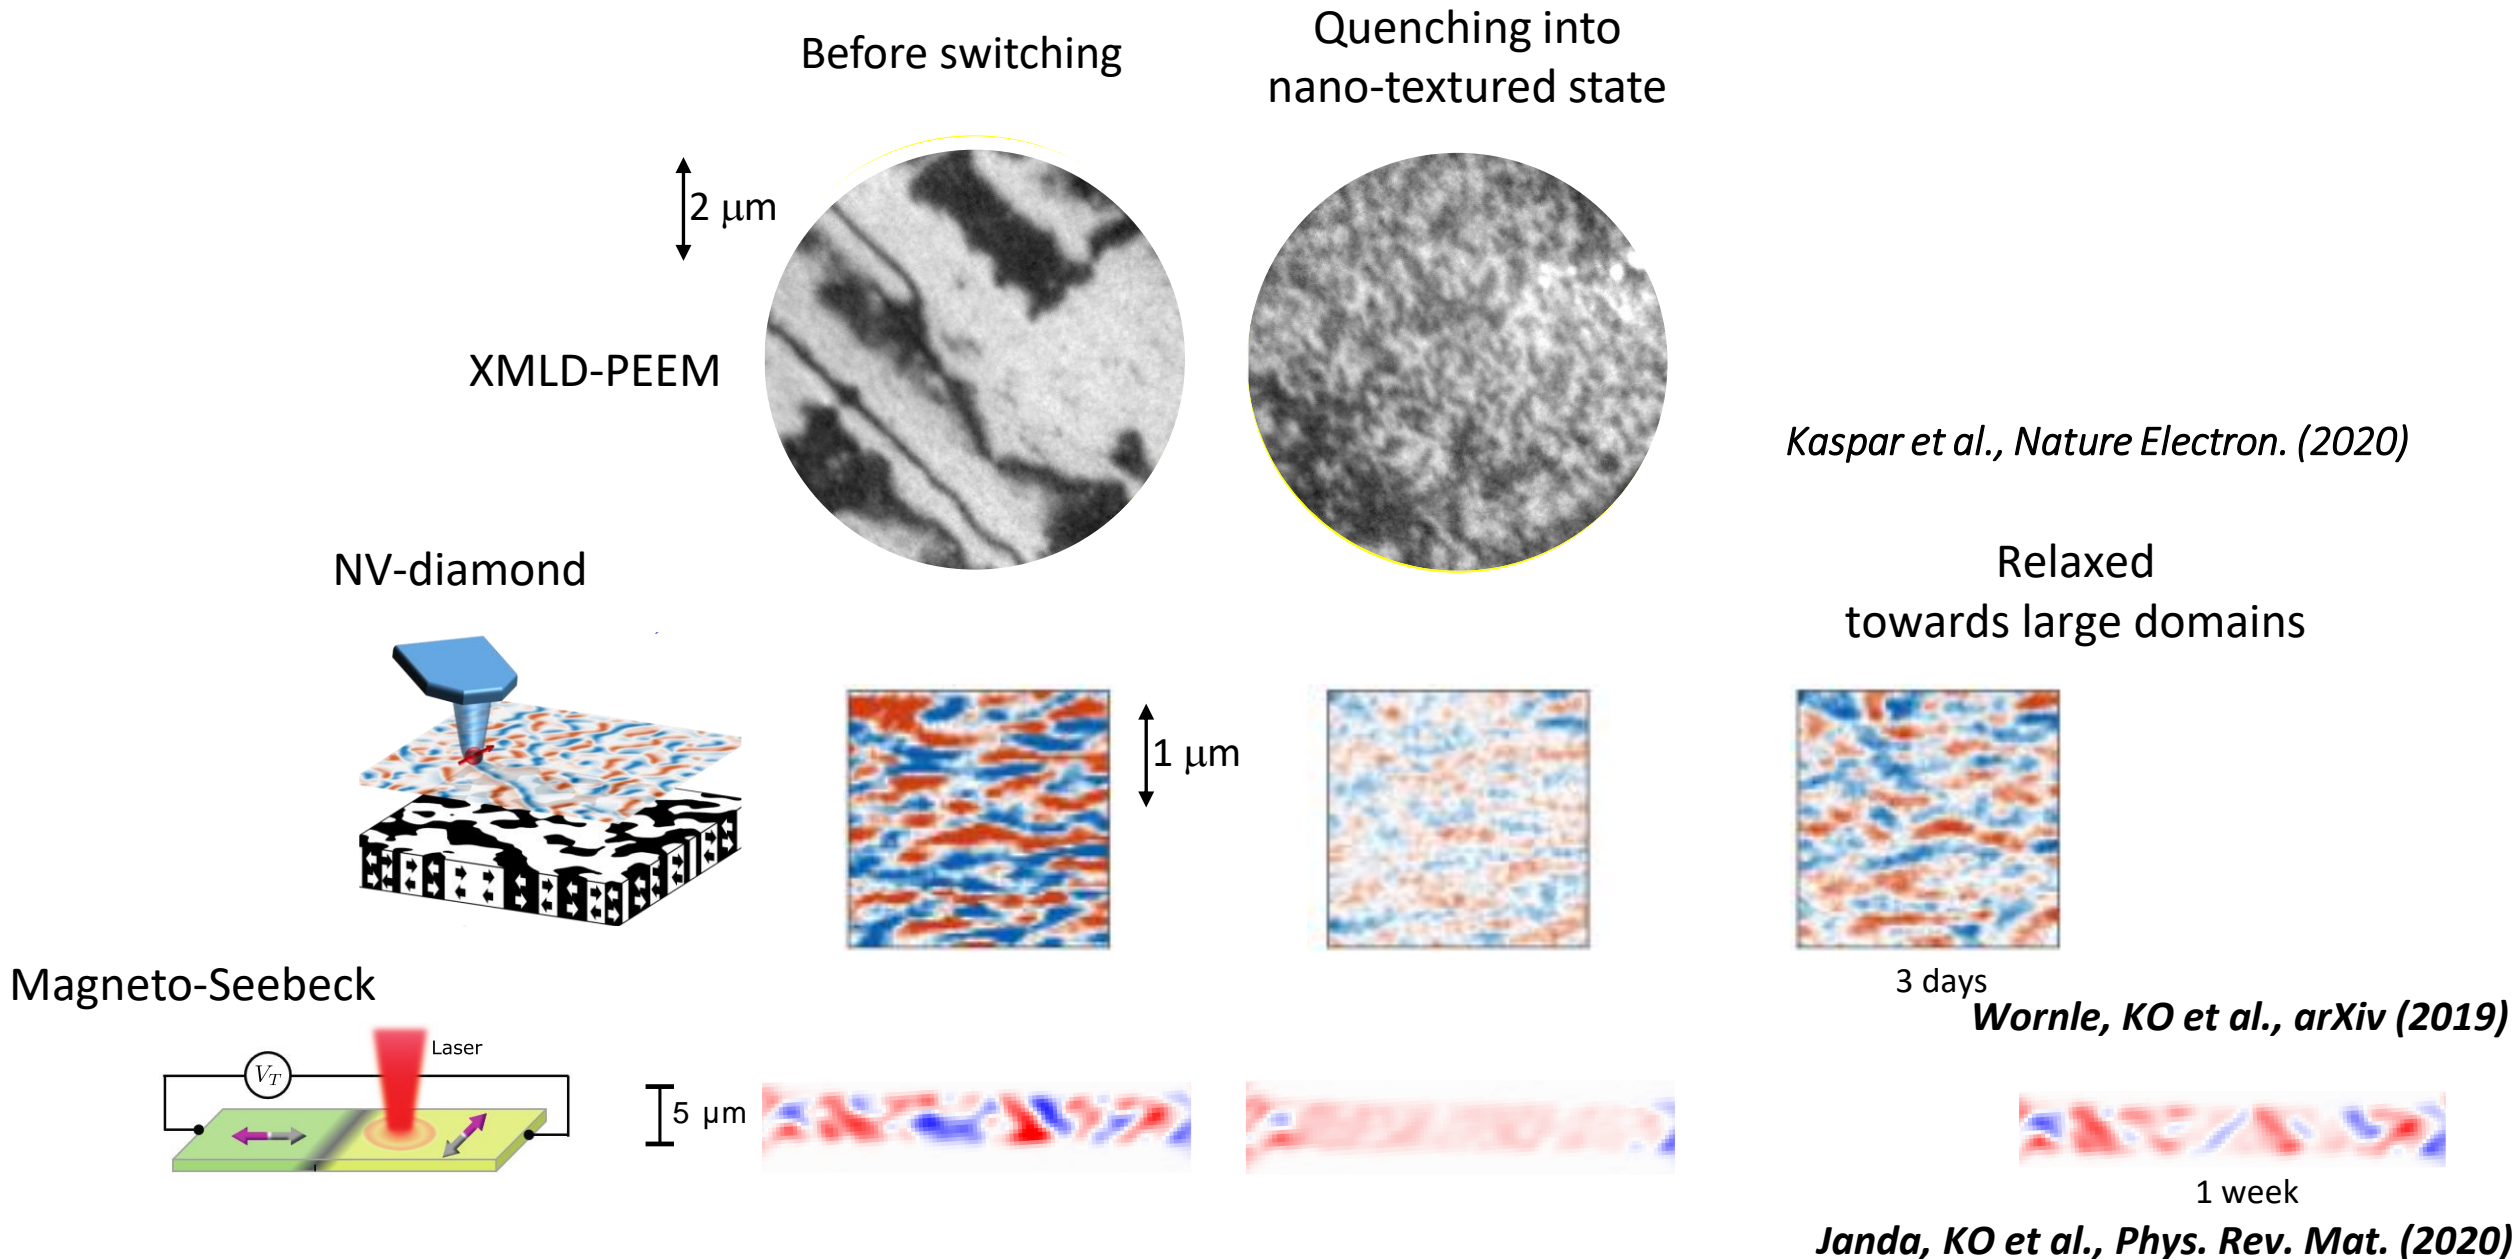 Before switching
Quenching into
nano-textured state
2 μm
XMLD-PEEM
Kaspar et al., Nature Electron. (2020)
NV-diamond
Relaxed
towards large domains
1 μm
3 days
Wornle, KO et al., arXiv (2019)
Magneto-Seebeck
Laser
V_T
5 μm
1 week
Janda, KO et al., Phys. Rev. Mat. (2020)